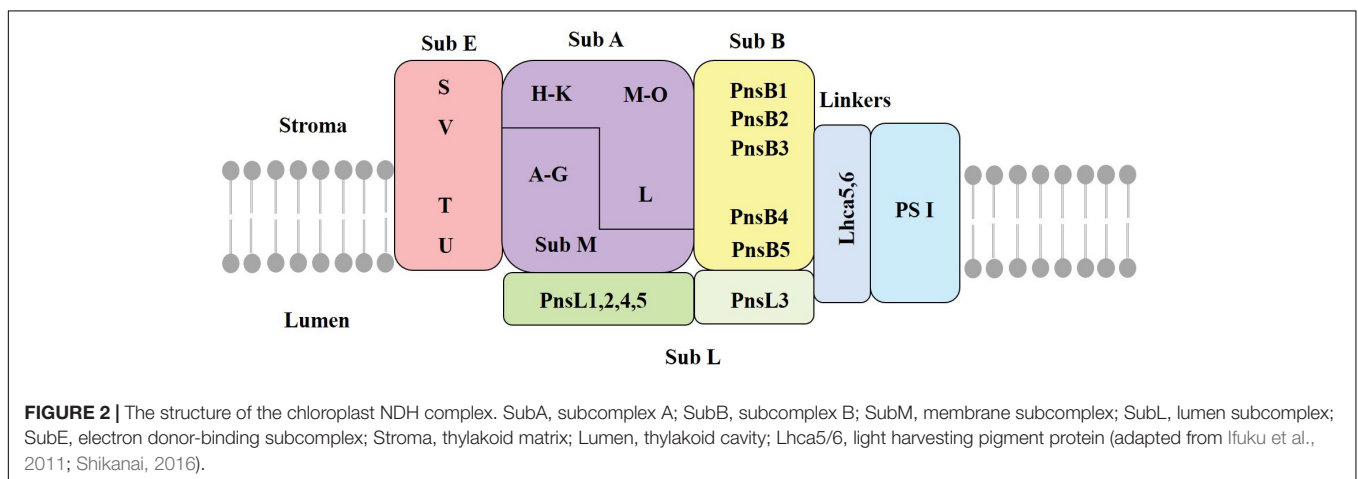 Sub E
Sub A
Sub B
S
V
T
U
H-K
M-O
A-G
L
Sub M
PnsB1
PnsB2
PnsB3
PnsB4
PnsB5
Linkers
Lhca5,6
PS I
Stroma
Lumen
PnsL1,2,4,5
PnsL3
Sub L
FIGURE 2 | The structure of the chloroplast NDH complex. SubA, subcomplex A; SubB, subcomplex B; SubM, membrane subcomplex; SubL, lumen subcomplex;
SubE, electron donor-binding subcomplex; Stroma, thylakoid matrix; Lumen, thylakoid cavity; Lhca5/6, light harvesting pigment protein (adapted from Ifuku et al.,
2011; Shikanai, 2016).